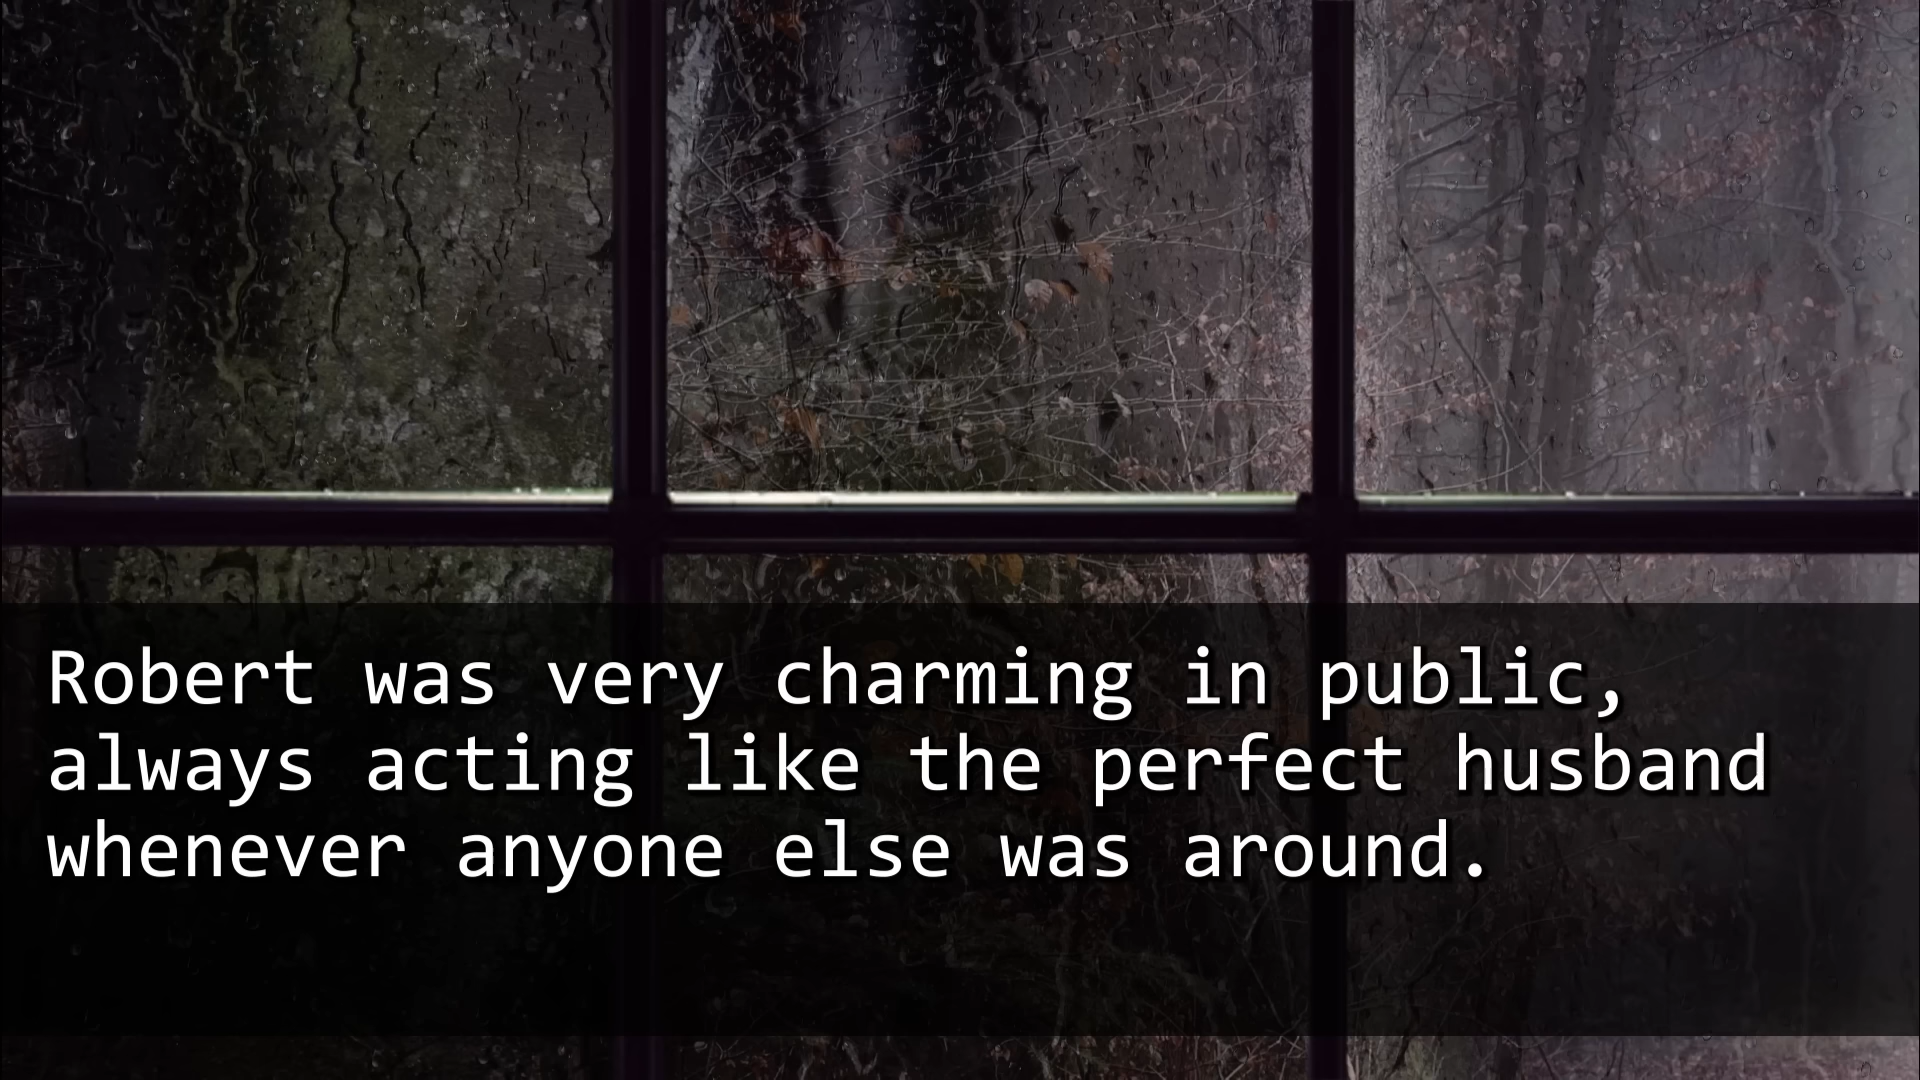 Robert was very charming in public,
always acting like the perfect husband
whenever anyone else was around.